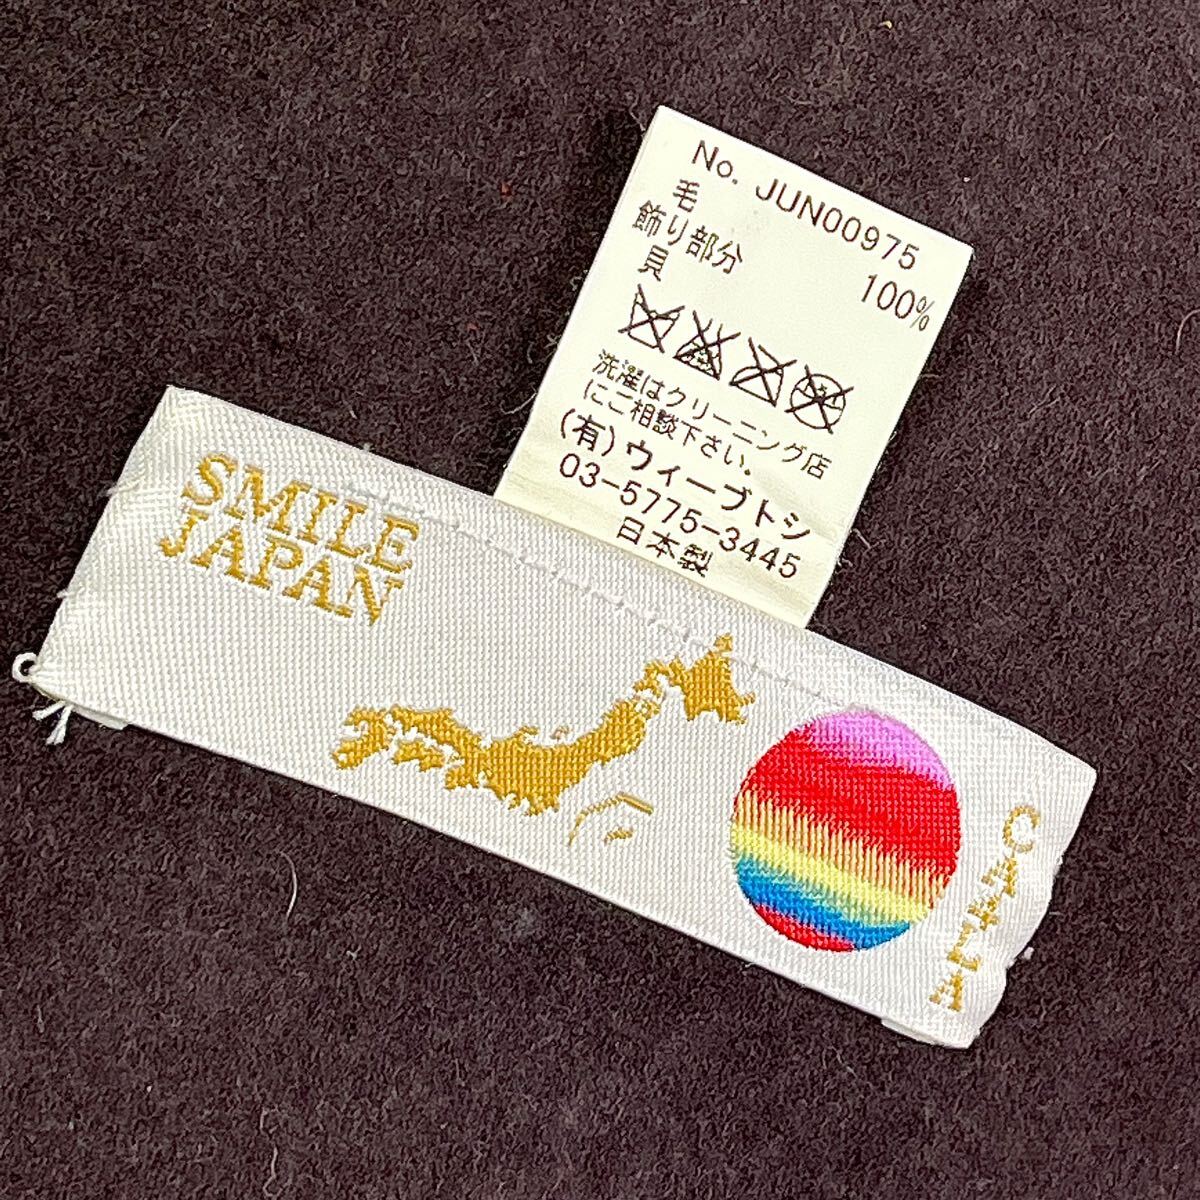 No. JUN00975
毛 100%
飾り部分
貝
洗濯はクリーニング店
にご相談下さい.
(有)ウィーブトシ
03-5775-3445
日本製
SMILE
JAPAN
CA4LA